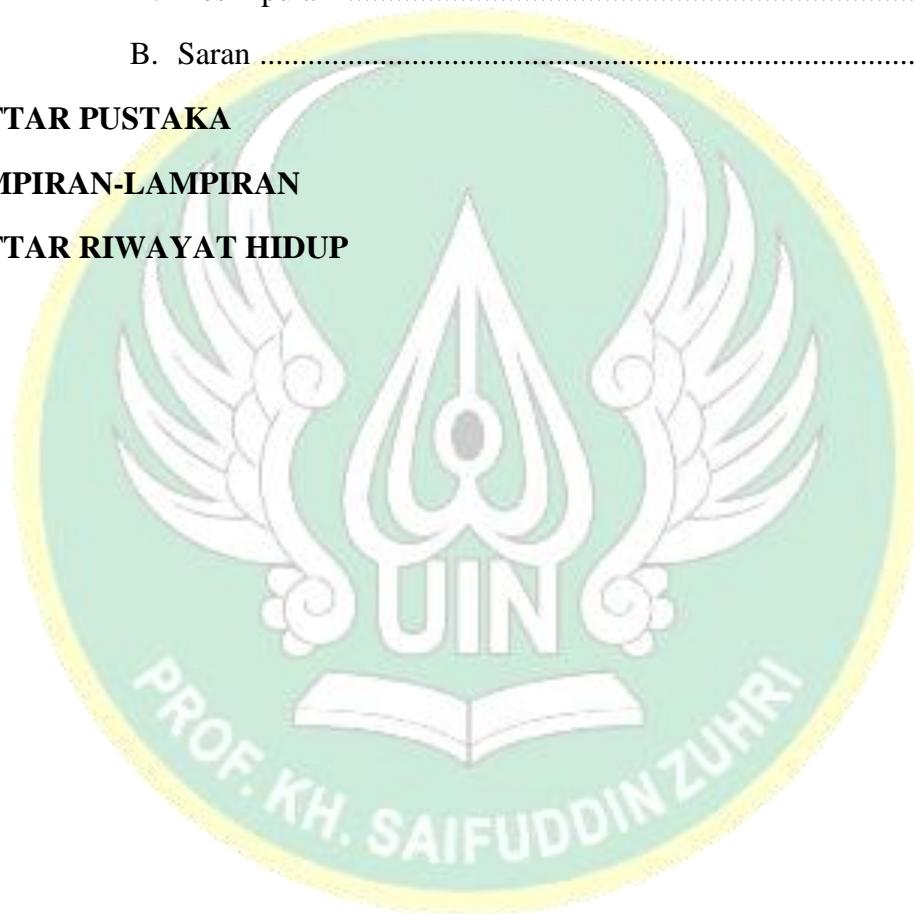 B. Saran ....................................................................................
TAR PUSTAKA
MPIRAN-LAMPIRAN
TAR RIWAYAT HIDUP
UIN
PROF. KH. SAIFUDDIN ZUHRI